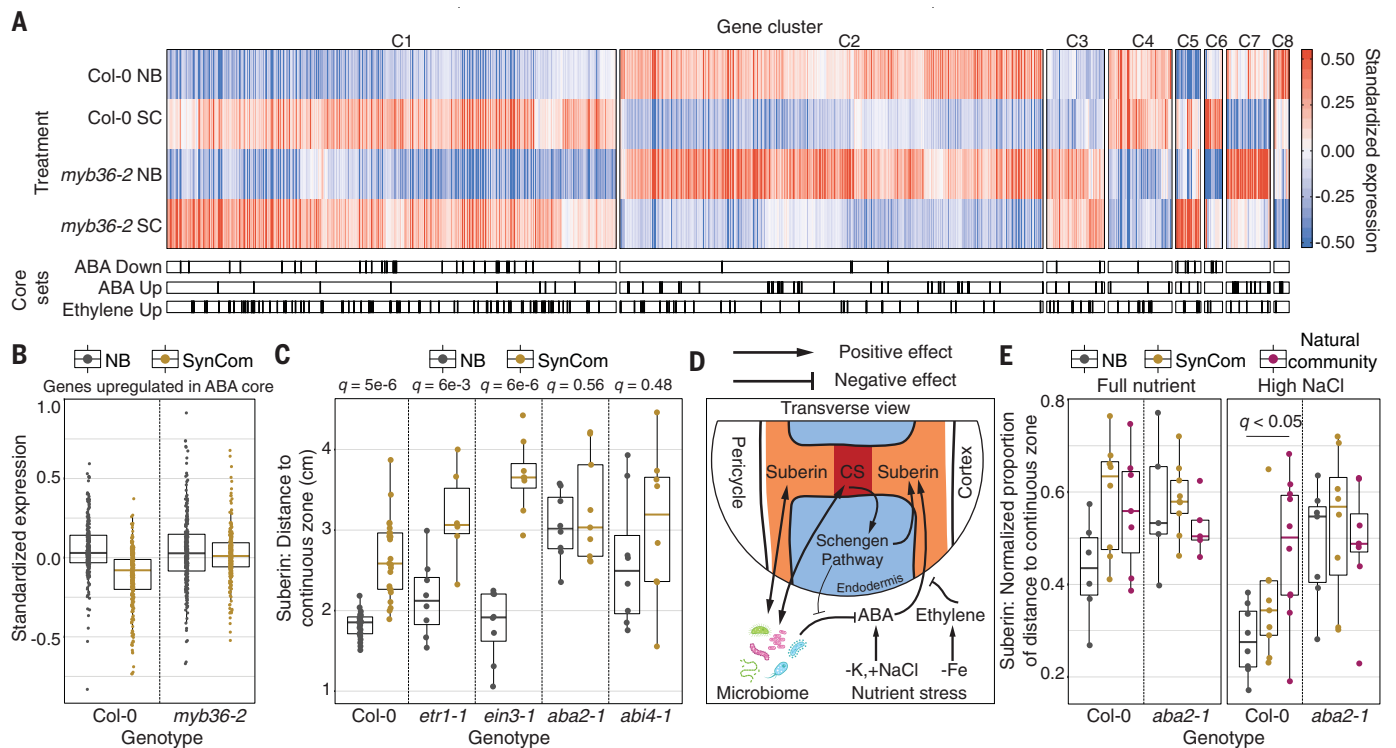 A
Gene cluster
C1 C2 C3 C4 C5 C6 C7 C8
Treatment
Col-0 NB
Col-0 SC
myb36-2 NB
myb36-2 SC
0.50
0.25
0.00
-0.25
-0.50
Standardized expression
Core sets
ABA Down
ABA Up
Ethylene Up
B
NB SynCom
Genes upregulated in ABA core
Standardized expression
1.0
0.5
0.0
-0.5
Col-0 myb36-2
Genotype
C
NB SynCom
q = 5e-6 q = 6e-3 q = 6e-6 q = 0.56 q = 0.48
Suberin: Distance to continuous zone (cm)
4
3
2
1
Col-0 etr1-1 ein3-1 aba2-1 abi4-1
Genotype
D
Positive effect
Negative effect
Transverse view
Pericycle
Suberin CS Suberin
Cortex
Schengen
Pathway
Endodermis
ABA Ethylene
-K,+NaCl -Fe
Microbiome Nutrient stress
E
NB SynCom Natural community
Full nutrient High NaCl
q < 0.05
Suberin: Normalized proportion
of distance to continuous zone
0.8
0.6
0.4
0.2
Col-0 aba2-1 Col-0 aba2-1
Genotype